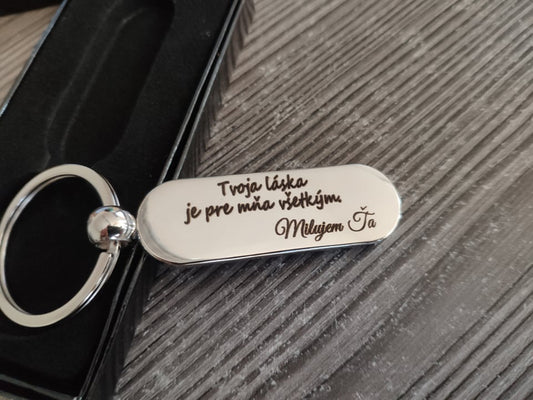 Tvoja láska
je pre mňa všetkým.
Milujem Ťa